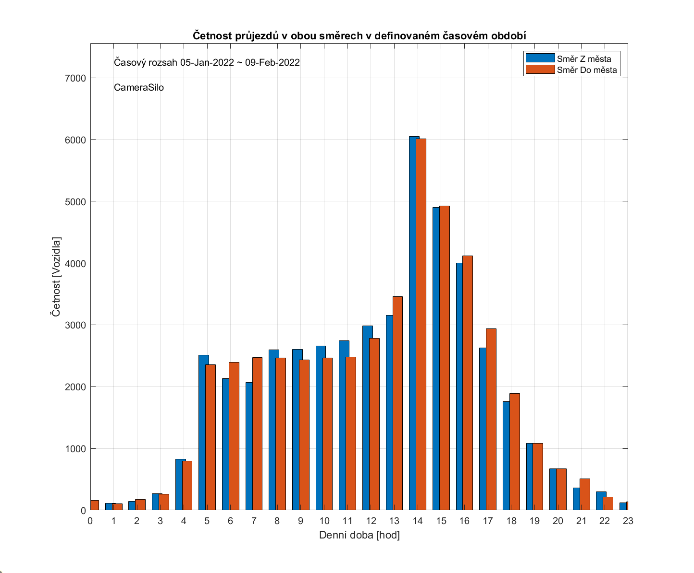 Četnost průjezdů v obou směrech v definovaném časovém období
Časový rozsah 05-Jan-2022 ~ 09-Feb-2022
CameraSilo
Směr Z města
Směr Do města
Četnost [Vozidla]
7000
6000
5000
4000
3000
2000
1000
0
0 1 2 3 4 5 6 7 8 9 10 11 12 13 14 15 16 17 18 19 20 21 22 23
Denní doba [hod]